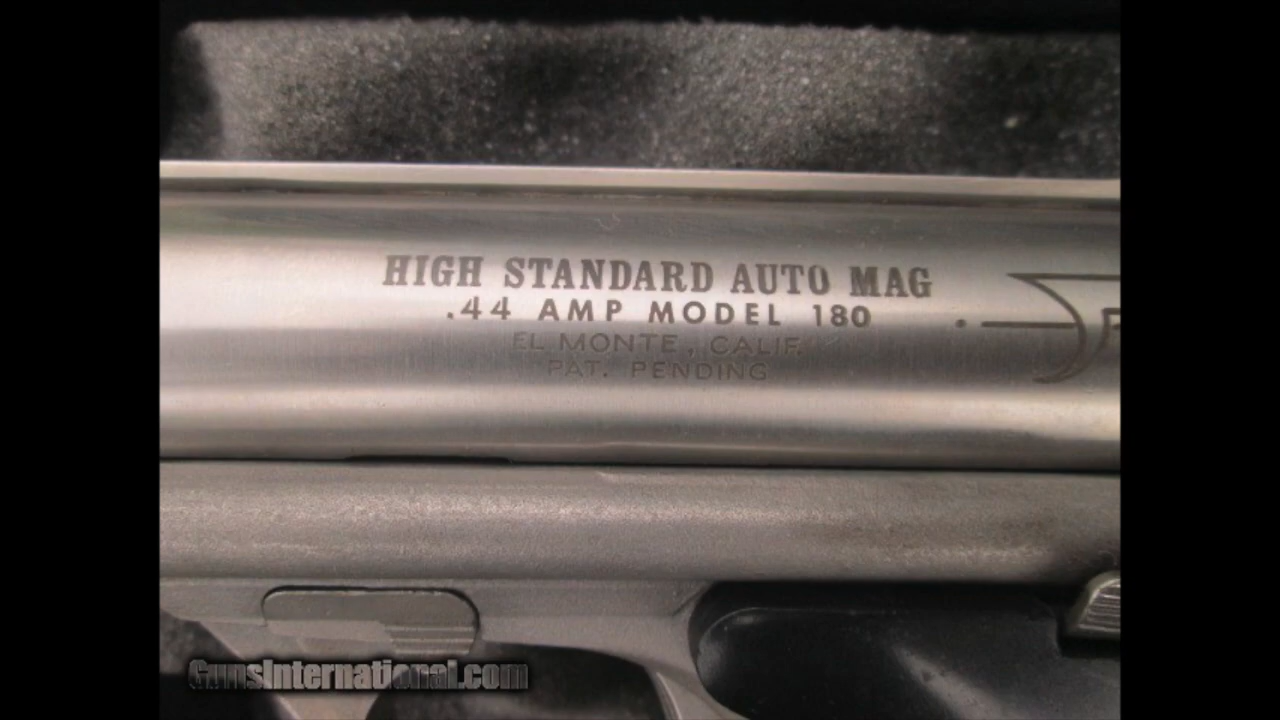 HIGH STANDARD AUTO MAG
.44 AMP MODEL 180
EL MONTE, CALIF.
PAT. PENDING
GunsInternational.com